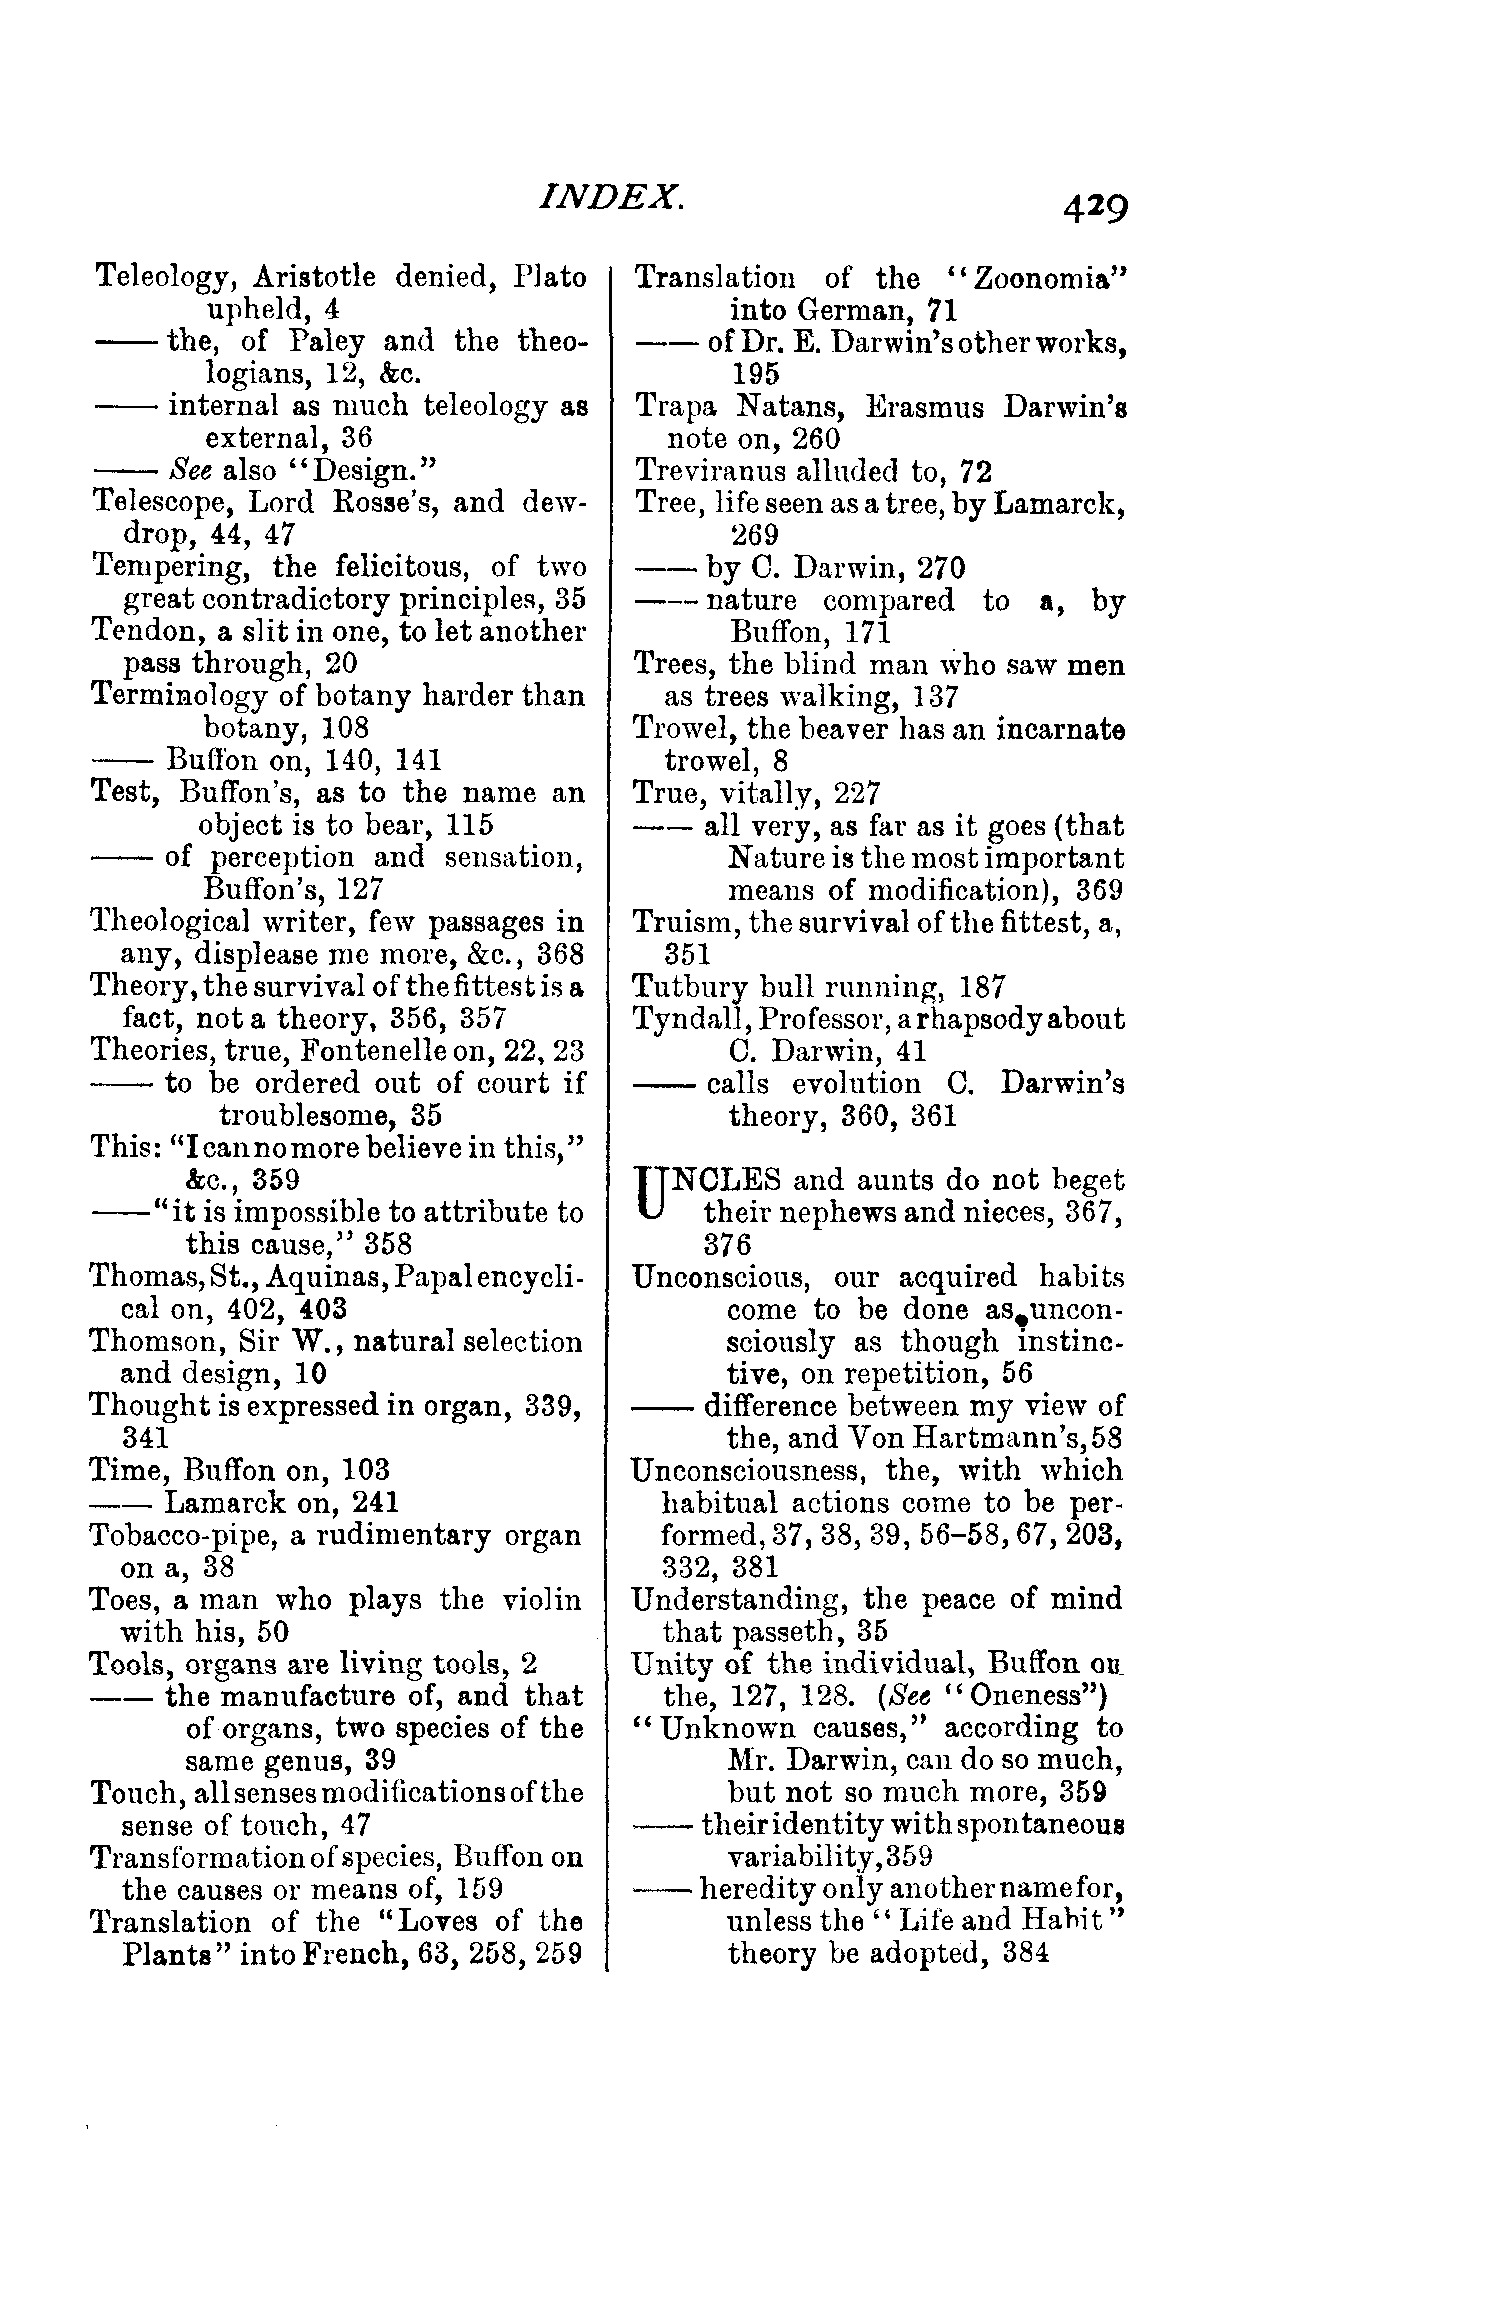 INDEX.
429
Teleology, Aristotle denied, Plato
upheld, 4
—— the, of Paley and the theo-
logians, 12, &c.
—— internal as much teleology as
external, 36
—— See also "Design."
Telescope, Lord Rosse's, and dew-
drop, 44, 47
Tempering, the felicitous, of two
great contradictory principles, 35
Tendon, a slit in one, to let another
pass through, 20
Terminology of botany harder than
botany, 108
—— Buffon on, 140, 141
Test, Buffon's, as to the name an
object is to bear, 115
—— of perception and sensation,
Buffon's, 127
Theological writer, few passages in
any, displease me more, &c., 368
Theory, the survival of the fittest is a
fact, not a theory, 356, 357
Theories, true, Fontenelle on, 22, 23
—— to be ordered out of court if
troublesome, 35
This: "I can no more believe in this,"
&c., 359
—— "it is impossible to attribute to
this cause," 358
Thomas, St., Aquinas, Papal encycli-
cal on, 402, 403
Thomson, Sir W., natural selection
and design, 10
Thought is expressed in organ, 339,
341
Time, Buffon on, 103
—— Lamarck on, 241
Tobacco-pipe, a rudimentary organ
on a, 38
Toes, a man who plays the violin
with his, 50
Tools, organs are living tools, 2
—— the manufacture of, and that
of organs, two species of the
same genus, 39
Touch, all senses modifications of the
sense of touch, 47
Transformation of species, Buffon on
the causes or means of, 159
Translation of the "Loves of the
Plants" into French, 63, 258, 259
Translation of the "Zoonomia"
into German, 71
—— of Dr. E. Darwin's other works,
195
Trapa Natans, Erasmus Darwin's
note on, 260
Treviranus alluded to, 72
Tree, life seen as a tree, by Lamarck,
269
—— by C. Darwin, 270
—— nature compared to a, by
Buffon, 171
Trees, the blind man who saw men
as trees walking, 137
Trowel, the beaver has an incarnate
trowel, 8
True, vitally, 227
—— all very, as far as it goes (that
Nature is the most important
means of modification), 369
Truism, the survival of the fittest, a,
351
Tutbury bull running, 187
Tyndall, Professor, a rhapsody about
C. Darwin, 41
—— calls evolution C. Darwin's
theory, 360, 361
UNCLES and aunts do not beget
their nephews and nieces, 367,
376
Unconscious, our acquired habits
come to be done as uncon-
sciously as though instinc-
tive, on repetition, 56
—— difference between my view of
the, and Von Hartmann's, 58
Unconsciousness, the, with which
habitual actions come to be per-
formed, 37, 38, 39, 56–58, 67, 203,
332, 381
Understanding, the peace of mind
that passeth, 35
Unity of the individual, Buffon on
the, 127, 128. (See "Oneness")
"Unknown causes," according to
Mr. Darwin, can do so much,
but not so much more, 359
—— their identity with spontaneous
variability, 359
—— heredity only another name for,
unless the "Life and Habit"
theory be adopted, 384